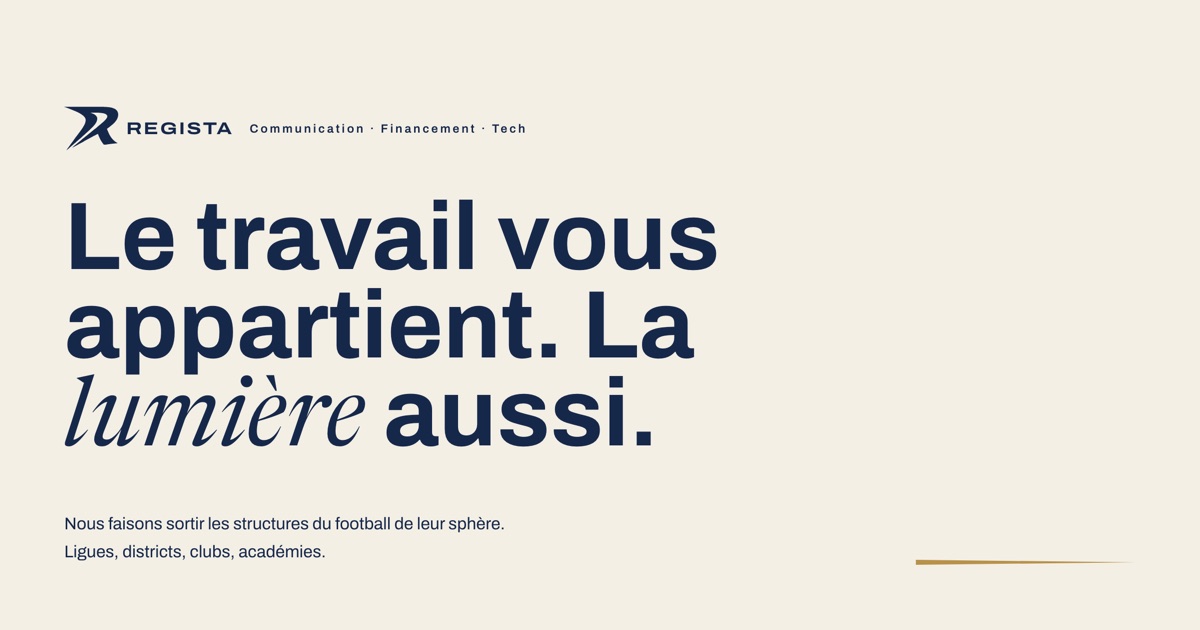 REGISTA Communication · Financement · Tech
Le travail vous
appartient. La
lumière aussi.
Nous faisons sortir les structures du football de leur sphère.
Ligues, districts, clubs, académies.